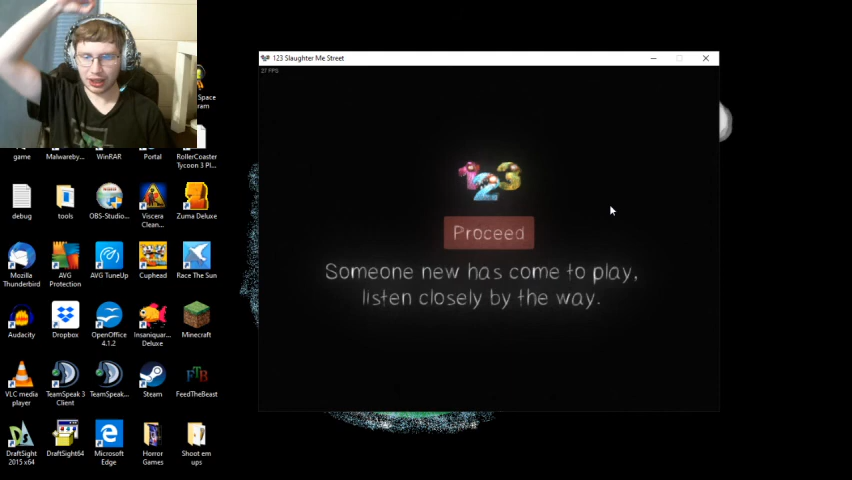 123 Slaughter Me Street
27 FPS
123
Proceed
Someone new has come to play,
listen closely by the way.
Space
ram
game
Malwareby...
WinRAR
Portal
RollerCoaster
Tycoon 3 Pl...
debug
tools
OBS-Studio...
Viscera
Clean...
Zuma Deluxe
Mozilla
Thunderbird
AVG
Protection
AVG TuneUp
Cuphead
Race The Sun
Audacity
Dropbox
OpenOffice
4.1.2
Insaniquar...
Deluxe
Minecraft
VLC media
player
TeamSpeak 3
Client
TeamSpeak...
Steam
FTB
FeedTheBeast
DraftSight
2015 x64
DraftSight64
Microsoft
Edge
Horror
Games
Shoot em
ups